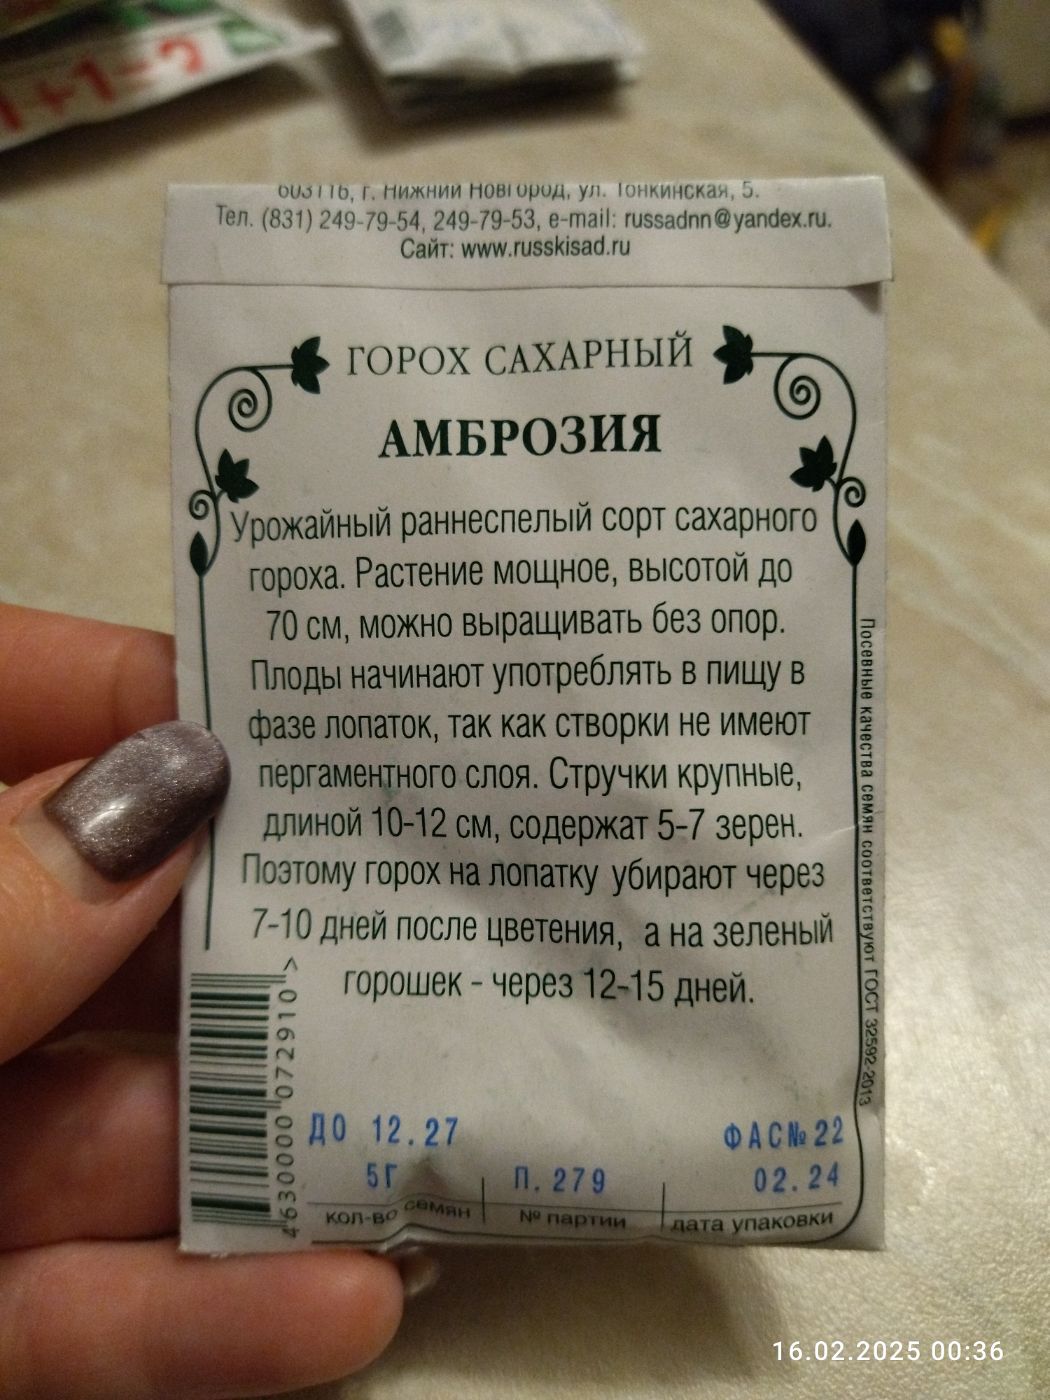 1+1=?
603116, г. Нижний Новгород, ул. Тонкинская, 5.
Тел. (831) 249-79-54, 249-79-53, e-mail: russadnn@yandex.ru.
Сайт: www.russkisad.ru
ГОРОХ САХАРНЫЙ
АМБРОЗИЯ
Урожайный раннеспелый сорт сахарного
гороха. Растение мощное, высотой до
70 см, можно выращивать без опор.
Плоды начинают употреблять в пищу в
фазе лопаток, так как створки не имеют
пергаментного слоя. Стручки крупные,
длиной 10-12 см, содержат 5-7 зерен.
Поэтому горох на лопатку убирают через
7-10 дней после цветения, а на зеленый
горошек - через 12-15 дней.
Посевные качества семян соответствуют ГОСТ 32592-2013
4 630000 072910 >
ДО 12.27
ФАС№22
5Г
П. 279
02.24
кол-во семян
№ партии
дата упаковки
16.02.2025 00:36